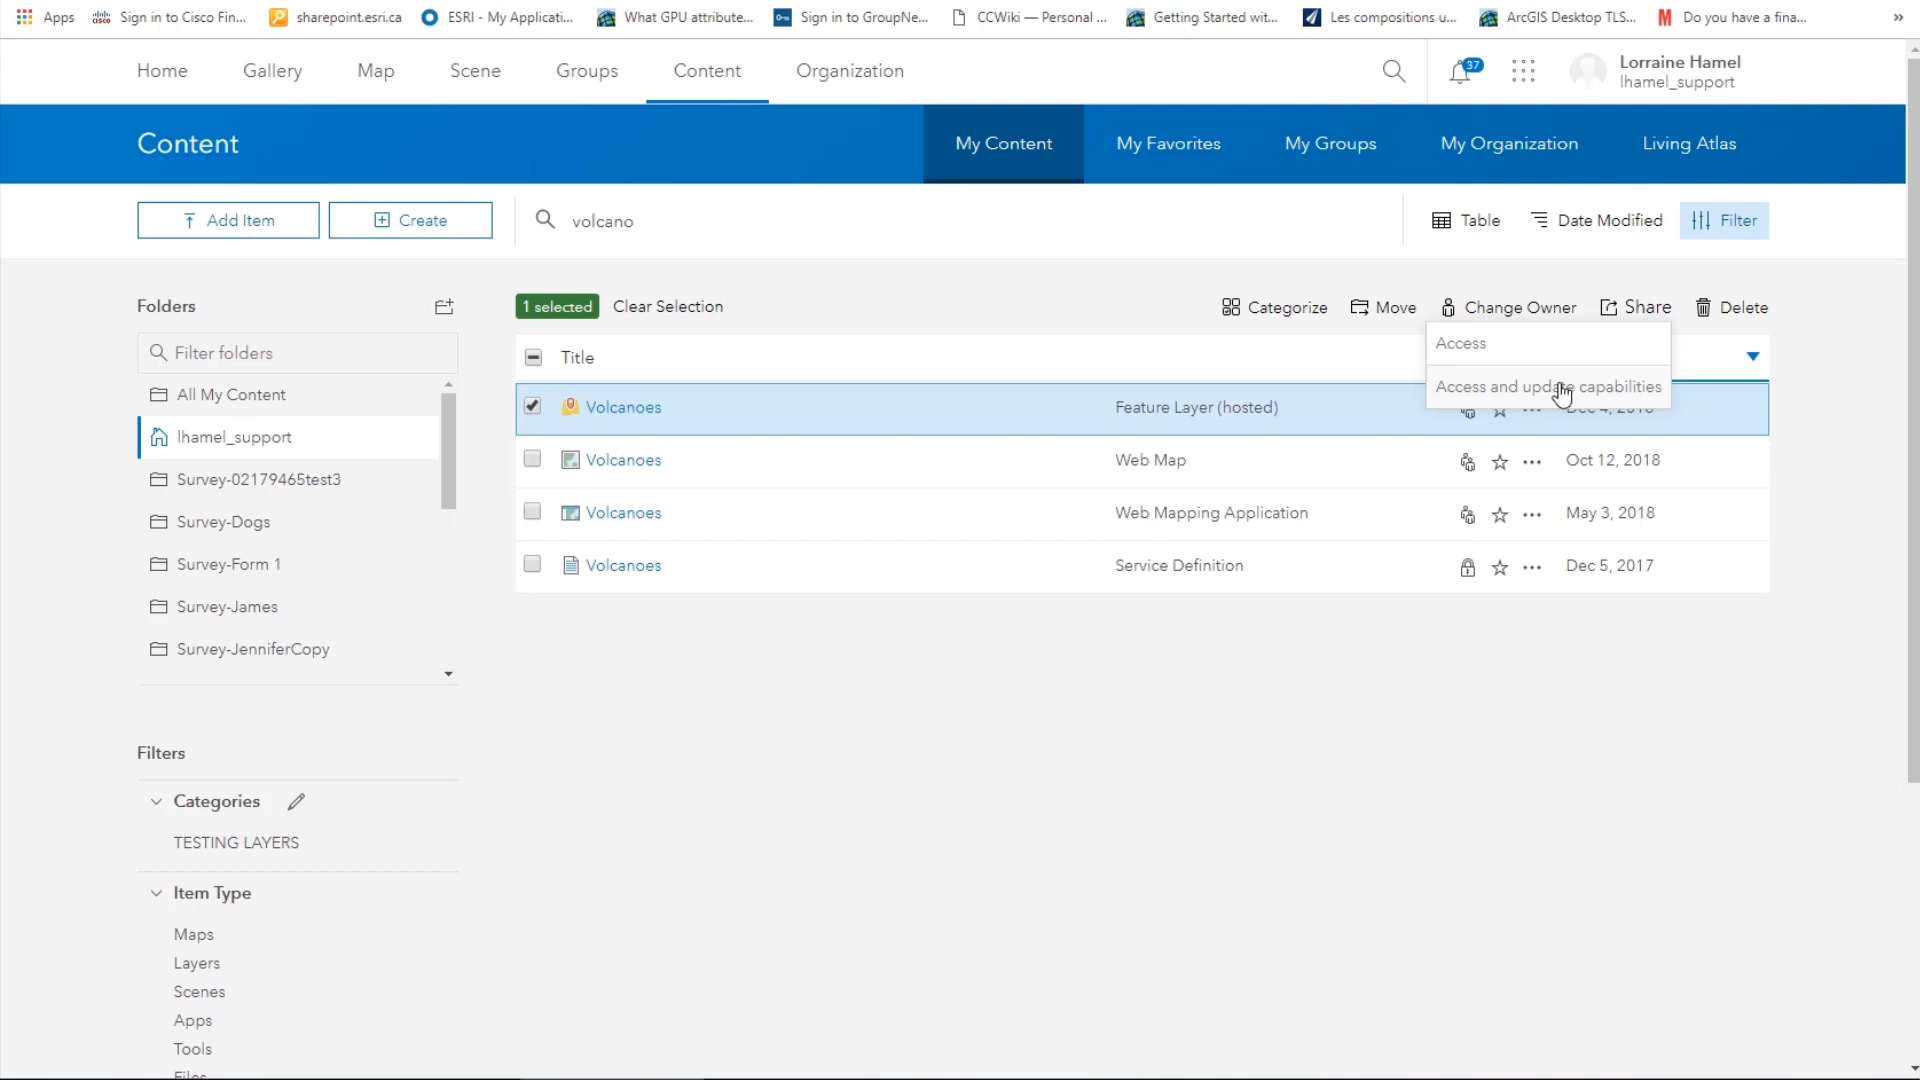 Apps Sign in to Cisco Fin... sharepoint.esri.ca ESRI - My Applicati... What GPU attribute... Sign in to GroupNe... CCWiki — Personal ... Getting Started wit... Les compositions u... ArcGIS Desktop TLS... Do you have a fina... »
Home Gallery Map Scene Groups Content Organization 37 Lorraine Hamel
lhamel_support
Content My Content My Favorites My Groups My Organization Living Atlas
Add Item Create volcano Table Date Modified Filter
Folders 1 selected Clear Selection Categorize Move Change Owner Share Delete
Filter folders Title Access
All My Content Access and update capabilities
Volcanoes Feature Layer (hosted)
lhamel_support Volcanoes Web Map Oct 12, 2018
Survey-02179465test3
Survey-Dogs Volcanoes Web Mapping Application May 3, 2018
Survey-Form 1 Volcanoes Service Definition Dec 5, 2017
Survey-James
Survey-JenniferCopy
Filters
Categories
TESTING LAYERS
Item Type
Maps
Layers
Scenes
Apps
Tools
Files